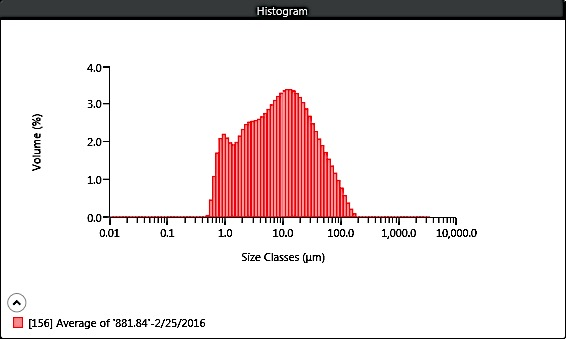 Histogram
4.0
3.0
2.0
1.0
0.0
Volume (%)
0.01 0.1 1.0 10.0 100.0 1,000.0 10,000.0
Size Classes (µm)
[156] Average of '881.84'-2/25/2016